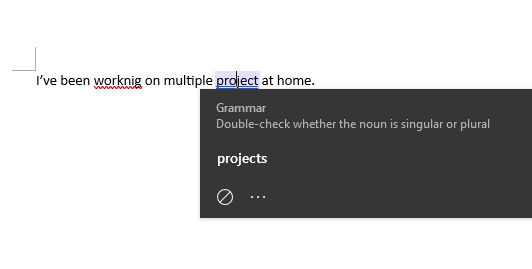 I've been worknig on multiple project at home.
Grammar
Double-check whether the noun is singular or plural
projects
...